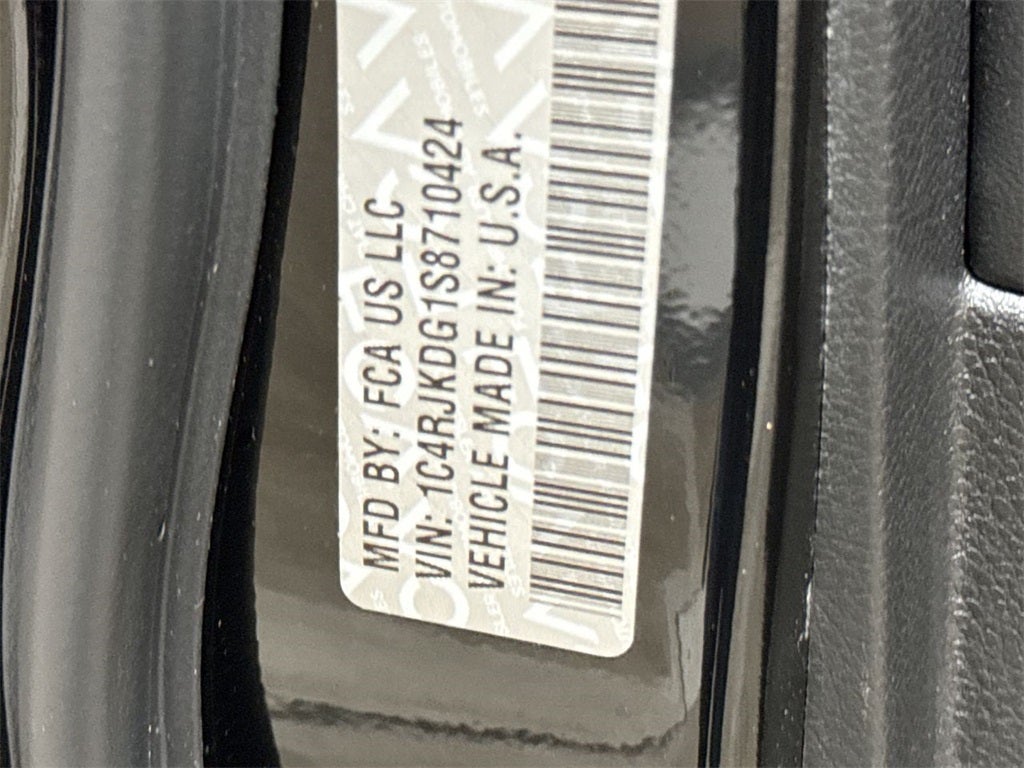 MFD BY: FCA US LLC
VIN: 1C4RJKDG1S8710424
VEHICLE MADE IN: U.S.A.